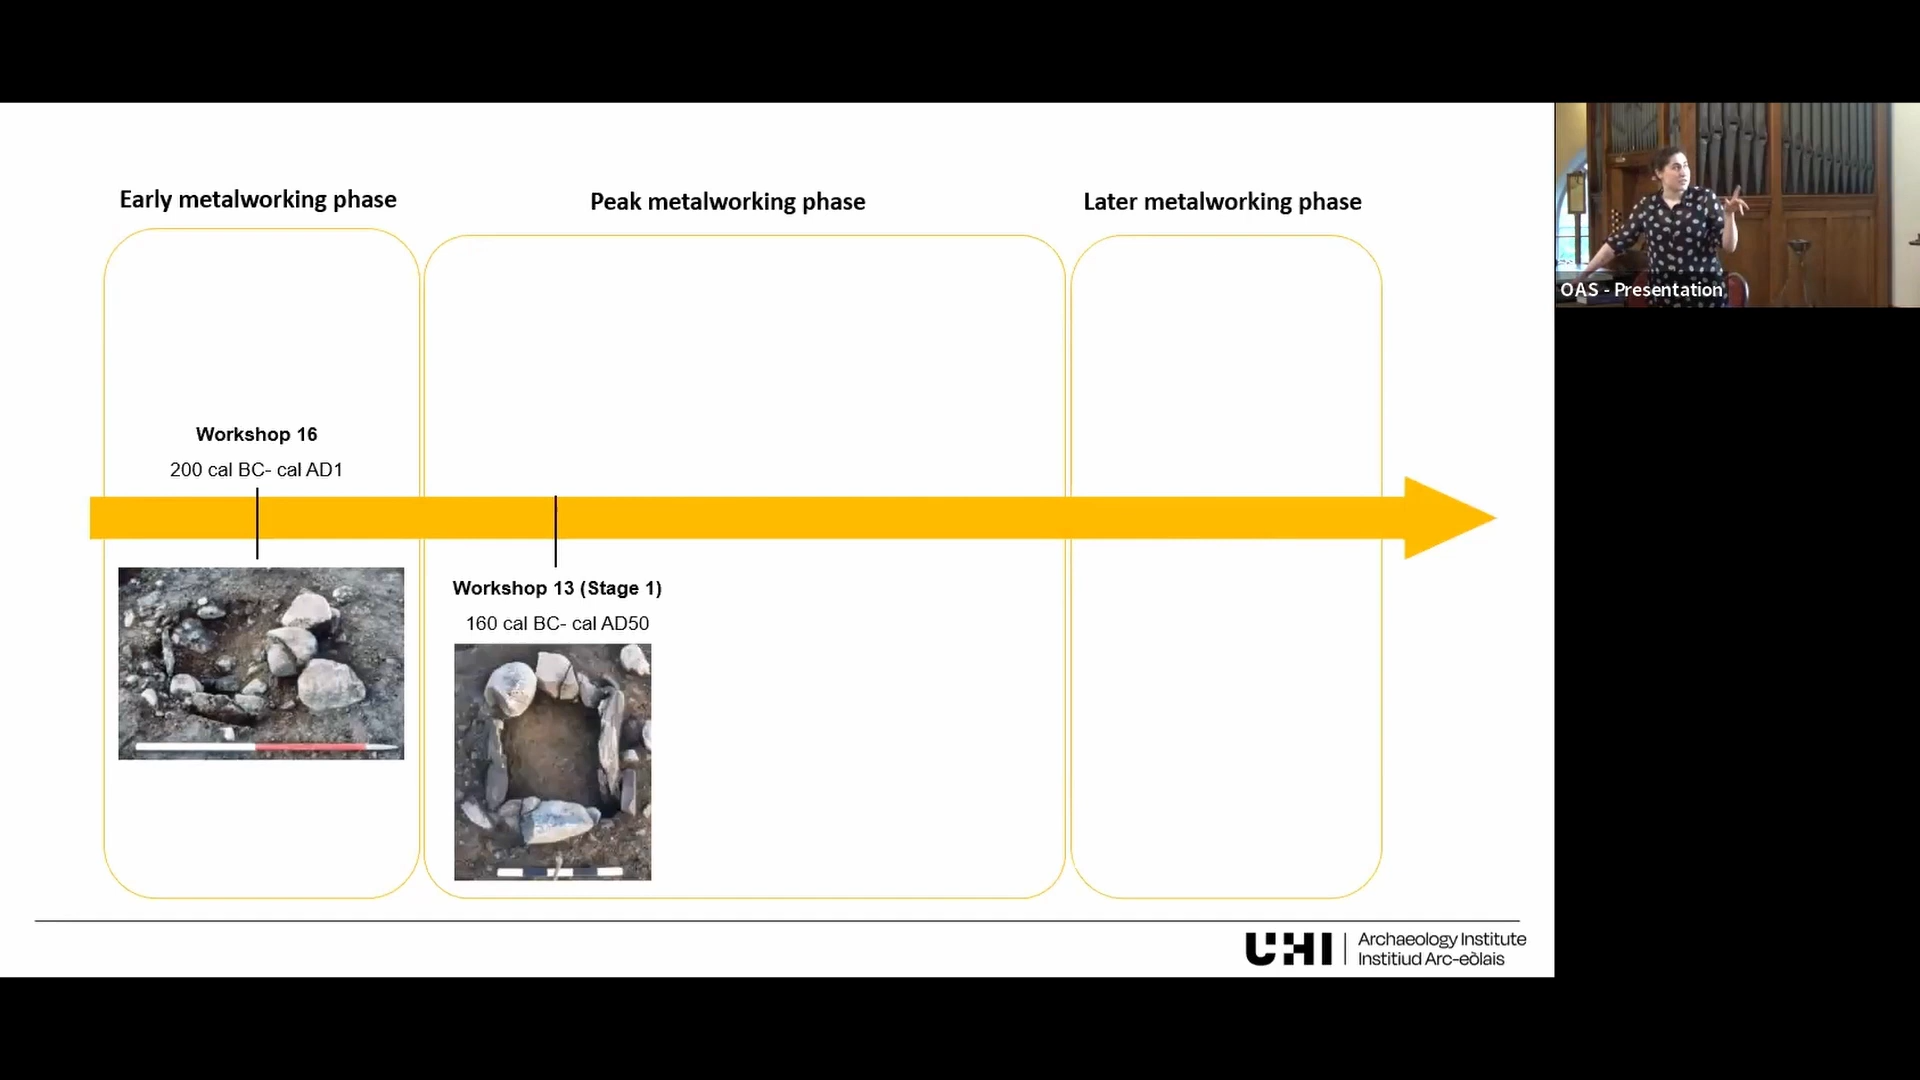 Early metalworking phase
Peak metalworking phase
Later metalworking phase
Workshop 16
200 cal BC- cal AD1
Workshop 13 (Stage 1)
160 cal BC- cal AD50
UHI
Archaeology Institute
Institiud Arc-eòlais
OAS - Presentation